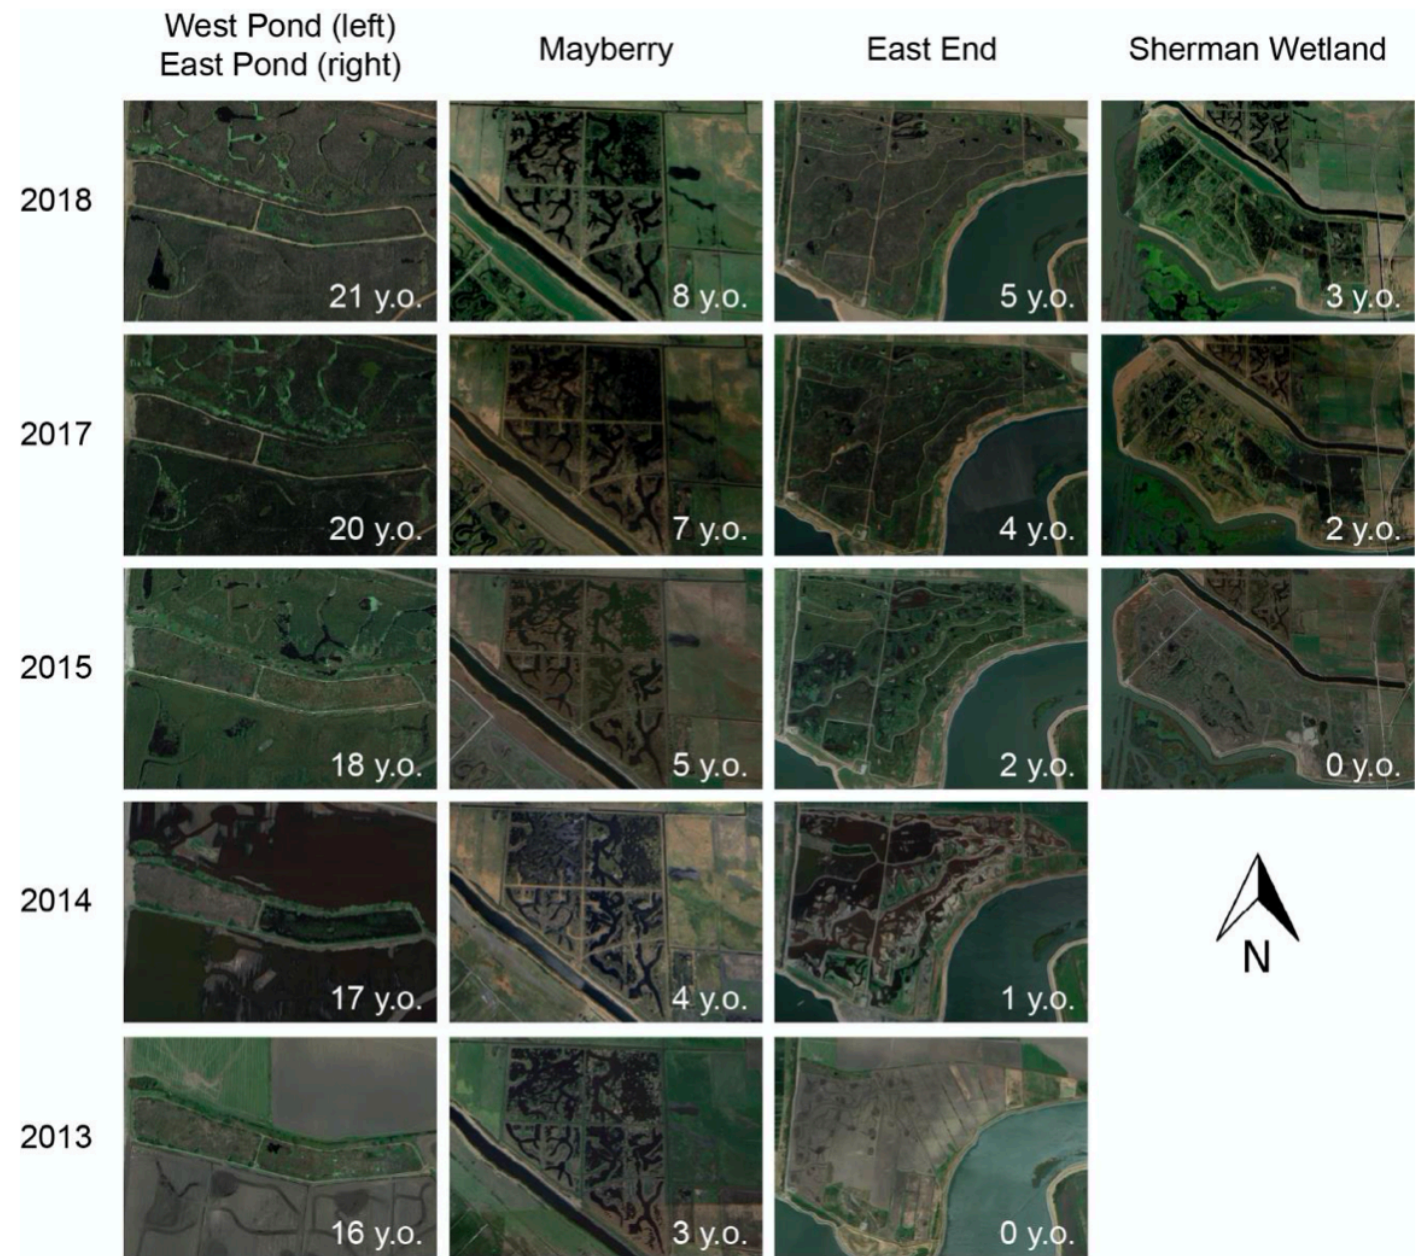 West Pond (left)
East Pond (right)
Mayberry
East End
Sherman Wetland
2018
21 y.o.
8 y.o.
5 y.o.
3 y.o.
2017
20 y.o.
7 y.o.
4 y.o.
2 y.o.
2015
18 y.o.
5 y.o.
2 y.o.
0 y.o.
2014
17 y.o.
4 y.o.
1 y.o.
N
2013
16 y.o.
3 y.o.
0 y.o.